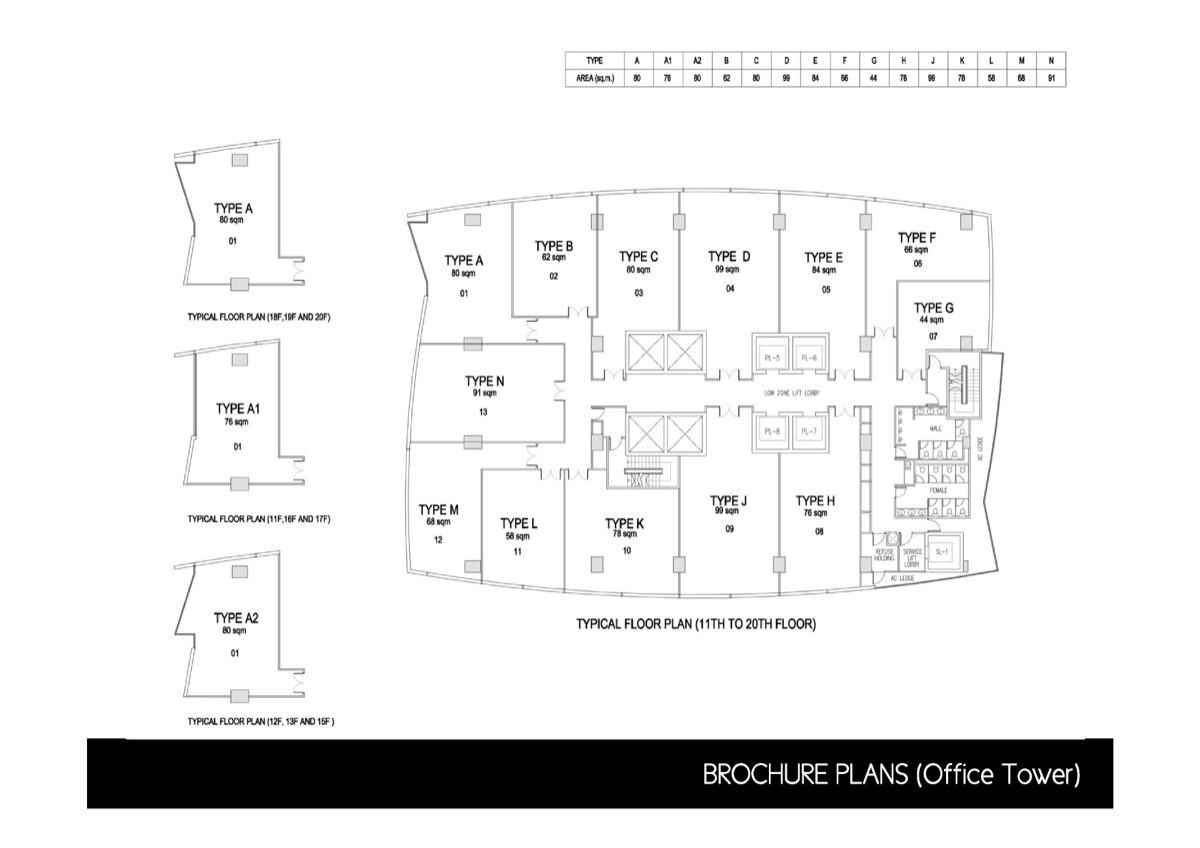 TYPE A A1 A2 B C D E F G H J K L M N
AREA (sq.m.) 80 76 80 62 80 99 84 66 44 76 99 78 58 68 91
TYPE A
80 sqm
01
TYPICAL FLOOR PLAN (18F,19F AND 20F)
TYPE A1
76 sqm
01
TYPICAL FLOOR PLAN (11F,16F AND 17F)
TYPE A2
80 sqm
01
TYPICAL FLOOR PLAN (12F, 13F AND 15F )
TYPE A
80 sqm
01
TYPE B
62 sqm
02
TYPE C
80 sqm
03
TYPE D
99 sqm
04
TYPE E
84 sqm
05
TYPE F
66 sqm
06
TYPE G
44 sqm
07
PL-5
PL-6
TYPE N
91 sqm
13
LOW ZONE LIFT LOBBY
PL-8
PL-7
MALE
AC LEDGE
FEMALE
TYPE M
68 sqm
12
TYPE L
58 sqm
11
TYPE K
78 sqm
10
TYPE J
99 sqm
09
TYPE H
76 sqm
08
REFUSE
HOLDING
SERVICE
LIFT
LOBBY
SL-1
AC LEDGE
TYPICAL FLOOR PLAN (11TH TO 20TH FLOOR)
BROCHURE PLANS (Office Tower)